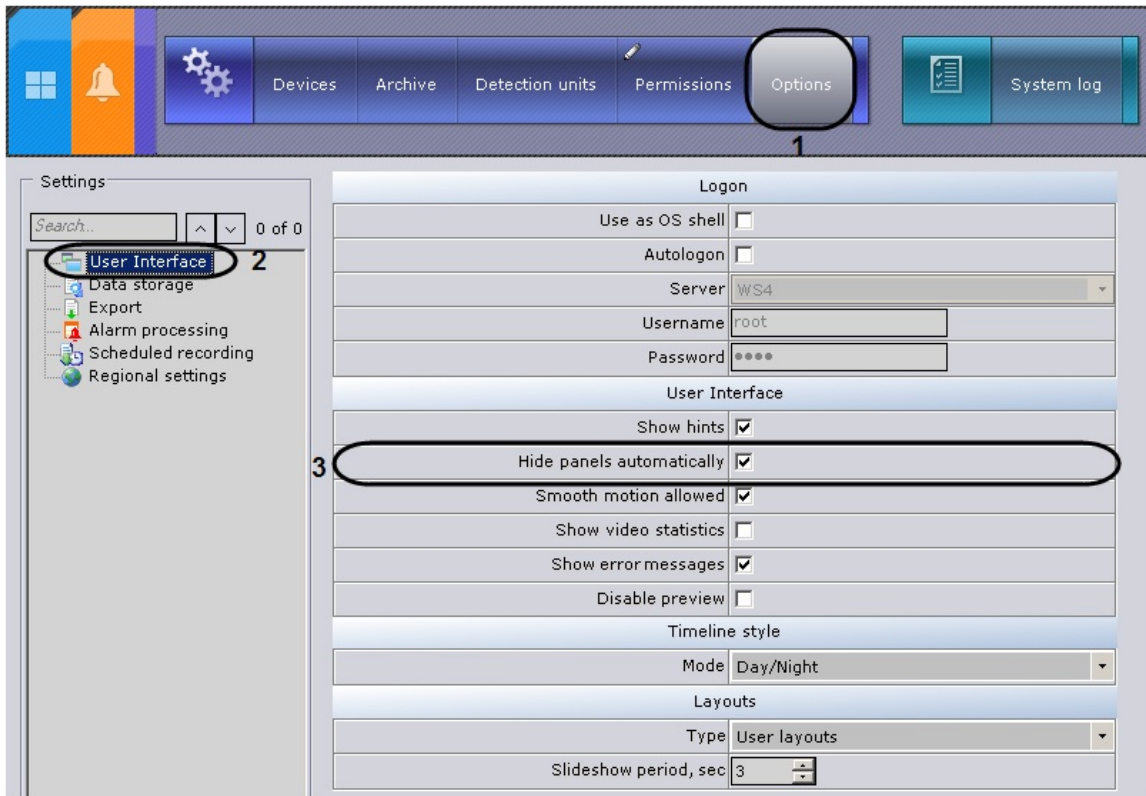 Devices Archive Detection units Permissions Options System log
1
Settings
Search... 0 of 0
User Interface 2
Data storage
Export
Alarm processing
Scheduled recording
Regional settings
Logon
Use as OS shell
Autologon
Server WS4
Username root
Password ••••
User Interface
Show hints
3 Hide panels automatically
Smooth motion allowed
Show video statistics
Show error messages
Disable preview
Timeline style
Mode Day/Night
Layouts
Type User layouts
Slideshow period, sec 3